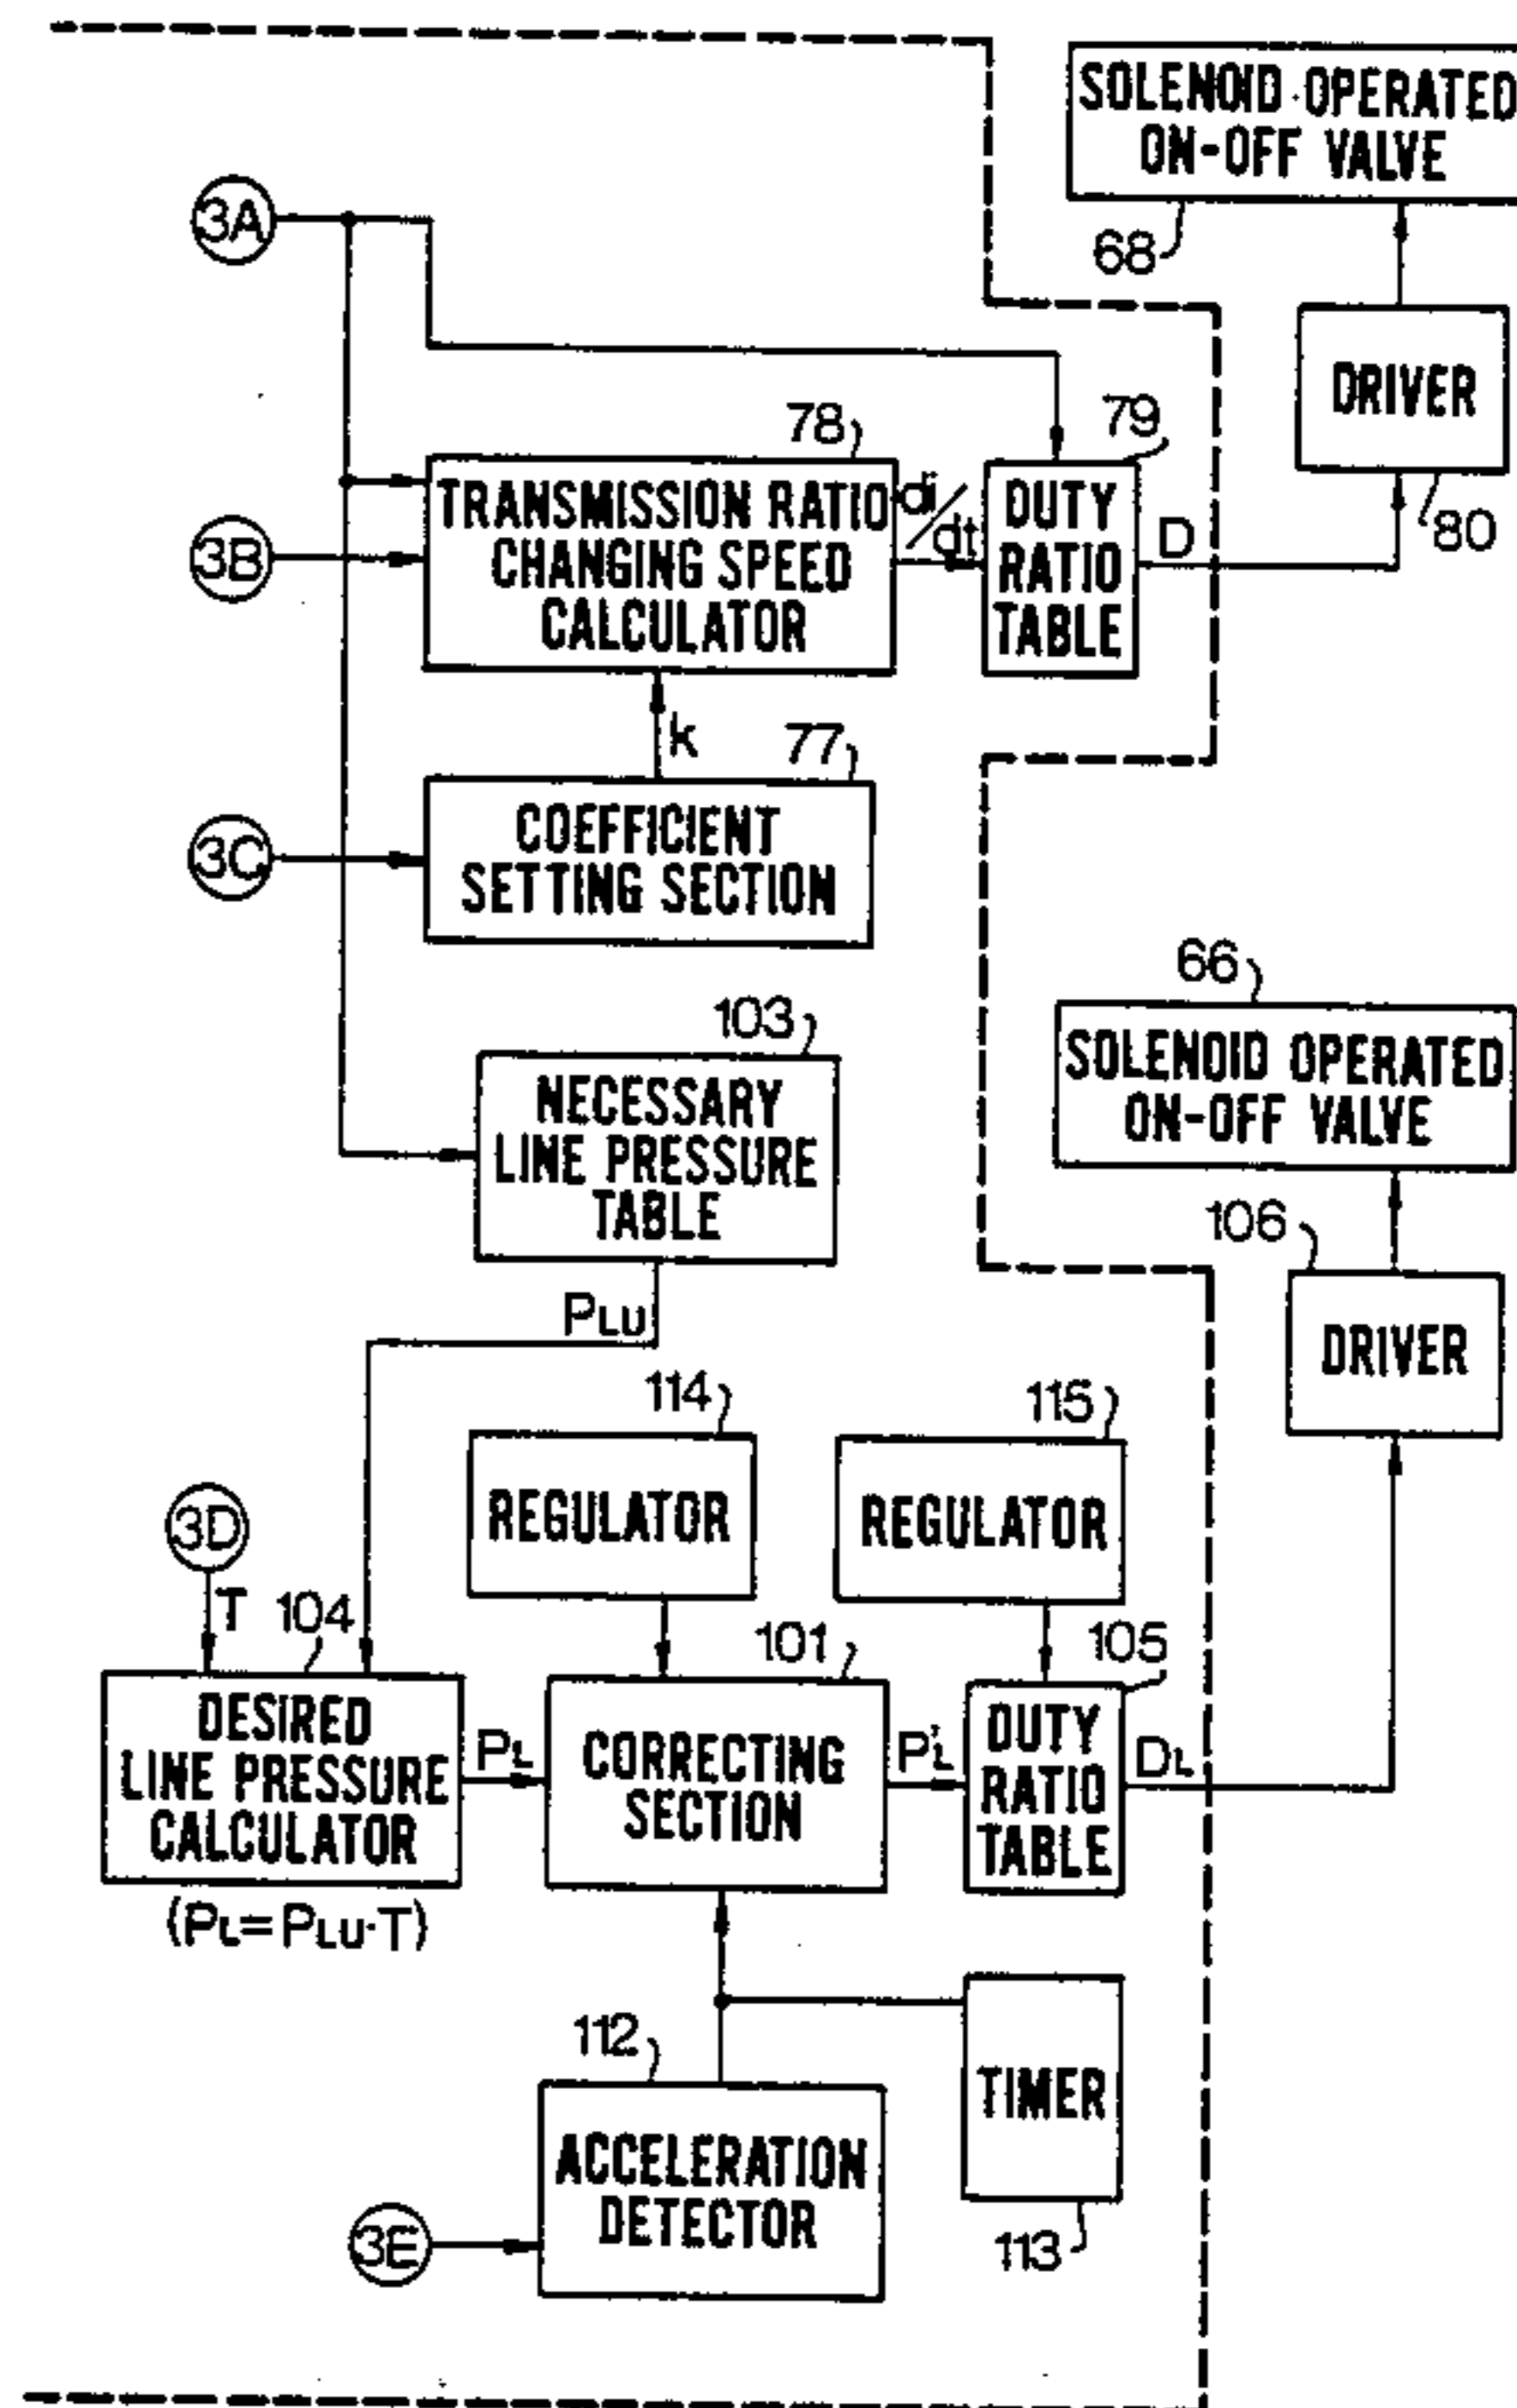 SOLENOID OPERATED
ON-OFF VALVE
68
3A
DRIVER
80
78
79
TRANSMISSION RATIO
CHANGING SPEED
CALCULATOR
di/dt
DUTY
RATIO
TABLE
D
3B
k
77
3C
COEFFICIENT
SETTING SECTION
66
SOLENOID OPERATED
ON-OFF VALVE
103
NECESSARY
LINE PRESSURE
TABLE
106
DRIVER
PLU
114
REGULATOR
115
REGULATOR
3D
T
104
101
105
DESIRED
LINE PRESSURE
CALCULATOR
PL
CORRECTING
SECTION
P'L
DUTY
RATIO
TABLE
DL
(PL=PLU·T)
112
TIMER
113
ACCELERATION
DETECTOR
3E